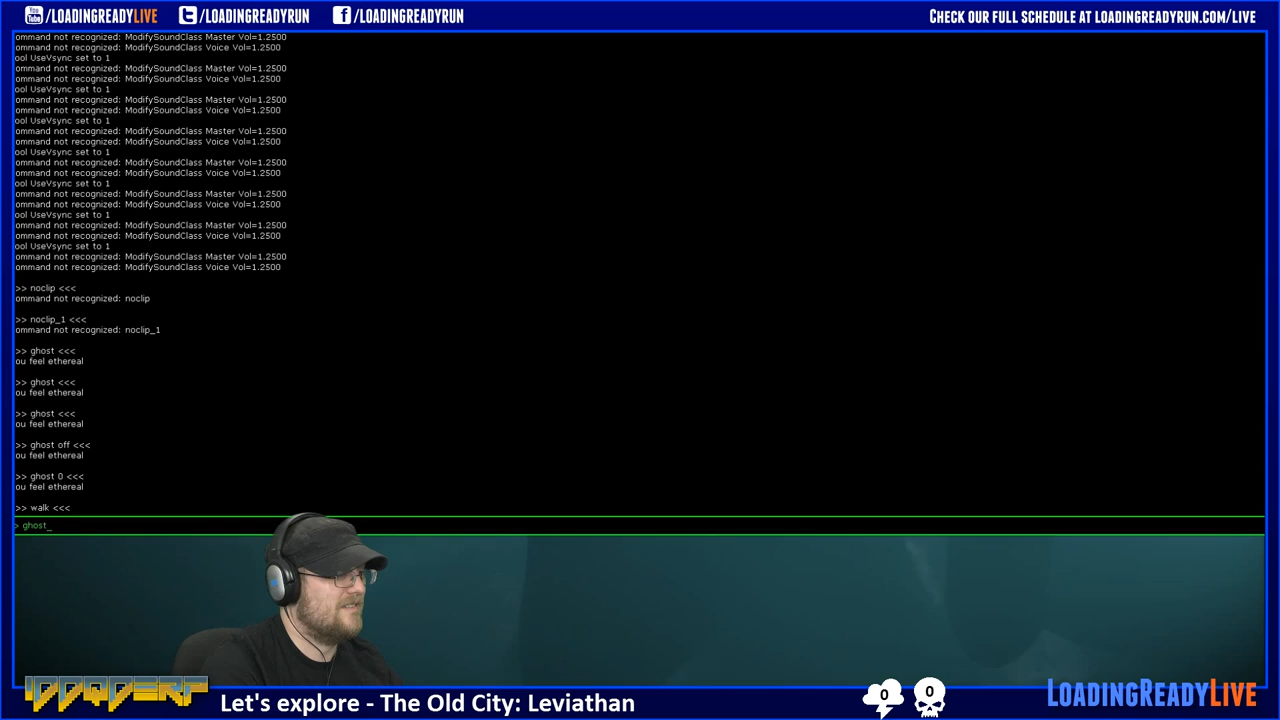 You Tube /LOADINGREADYLIVE /LOADINGREADYRUN /LOADINGREADYRUN CHECK OUR FULL SCHEDULE AT LOADINGREADYRUN.COM/LIVE
ommand not recognized: ModifySoundClass Master Vol=1.2500
ommand not recognized: ModifySoundClass Voice Vol=1.2500
ool UseVsync set to 1
ommand not recognized: ModifySoundClass Master Vol=1.2500
ommand not recognized: ModifySoundClass Voice Vol=1.2500
ool UseVsync set to 1
ommand not recognized: ModifySoundClass Master Vol=1.2500
ommand not recognized: ModifySoundClass Voice Vol=1.2500
ool UseVsync set to 1
ommand not recognized: ModifySoundClass Master Vol=1.2500
ommand not recognized: ModifySoundClass Voice Vol=1.2500
ool UseVsync set to 1
ommand not recognized: ModifySoundClass Master Vol=1.2500
ommand not recognized: ModifySoundClass Voice Vol=1.2500
ool UseVsync set to 1
ommand not recognized: ModifySoundClass Master Vol=1.2500
ommand not recognized: ModifySoundClass Voice Vol=1.2500
ool UseVsync set to 1
ommand not recognized: ModifySoundClass Master Vol=1.2500
ommand not recognized: ModifySoundClass Voice Vol=1.2500
ool UseVsync set to 1
ommand not recognized: ModifySoundClass Master Vol=1.2500
ommand not recognized: ModifySoundClass Voice Vol=1.2500
>> noclip <<<
ommand not recognized: noclip
>> noclip_1 <<<
ommand not recognized: noclip_1
>> ghost <<<
ou feel ethereal
>> ghost <<<
ou feel ethereal
>> ghost <<<
ou feel ethereal
>> ghost off <<<
ou feel ethereal
>> ghost 0 <<<
ou feel ethereal
>> walk <<<
> ghost_
IDDQDERP Let's explore - The Old City: Leviathan 0 0 LOADINGREADYLIVE